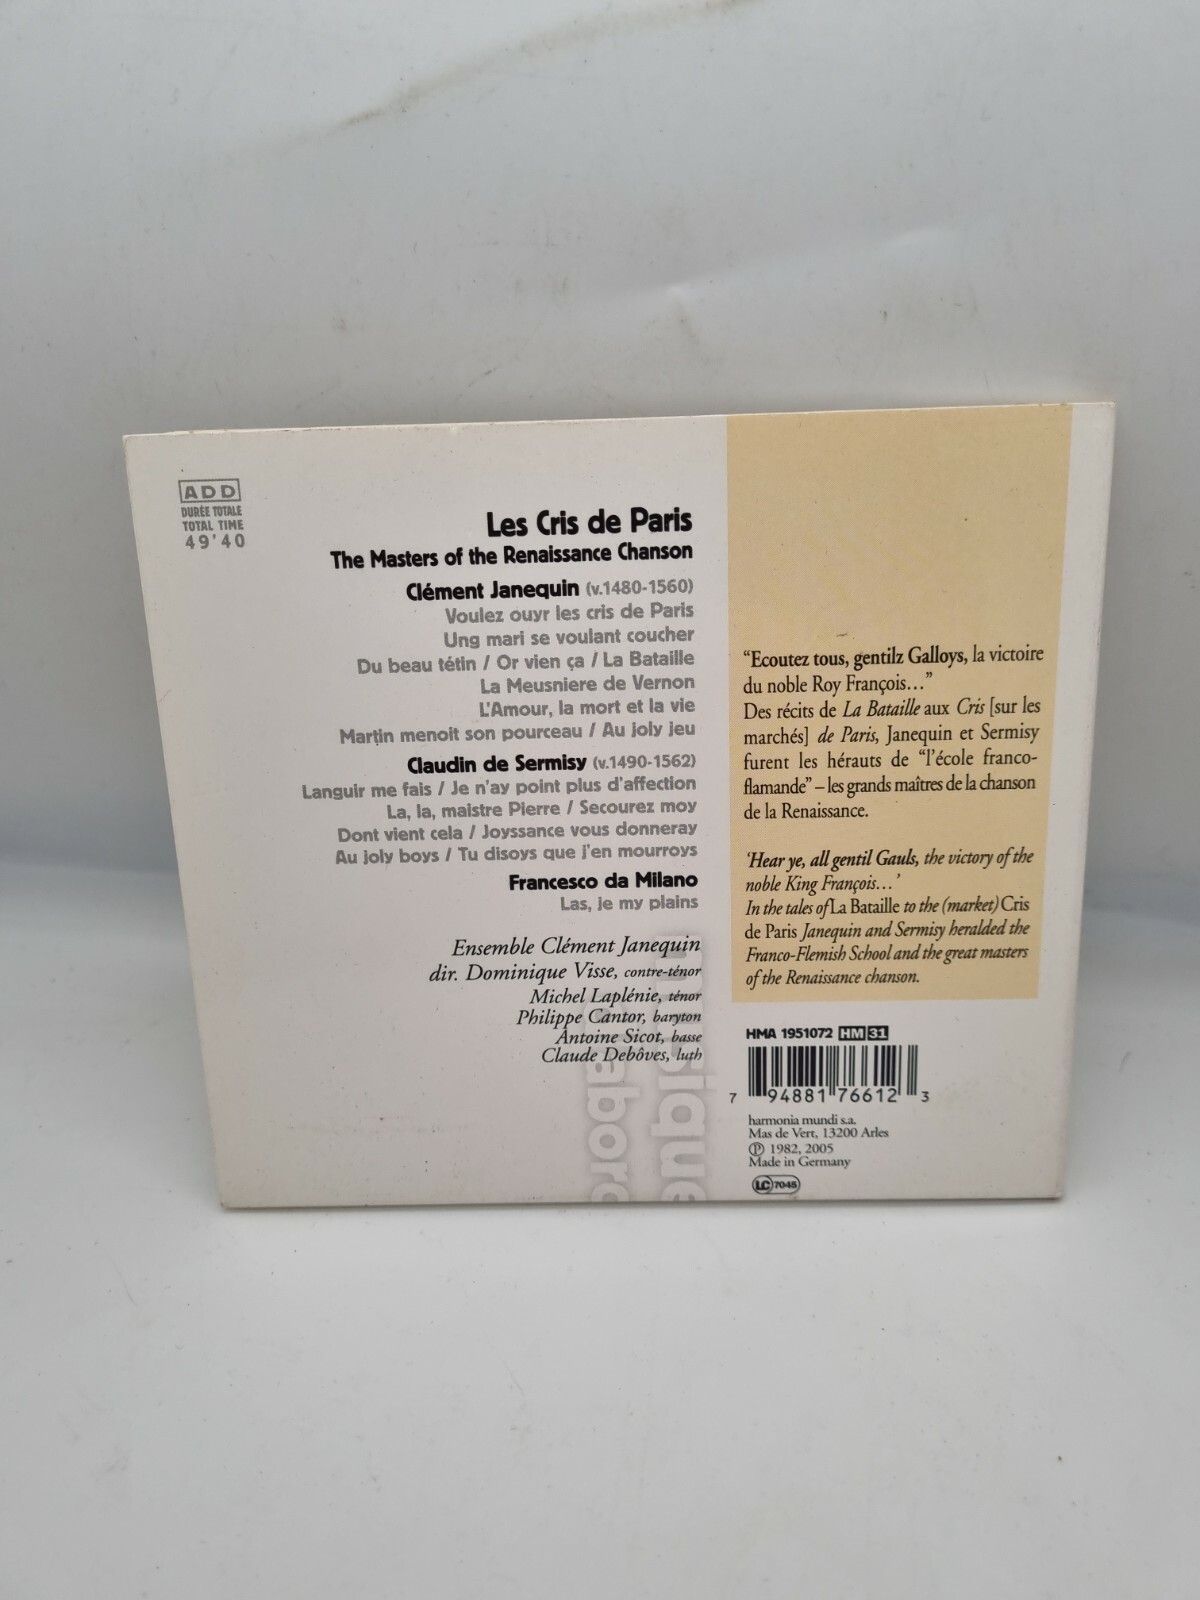 ADD
DURÉE TOTALE
TOTAL TIME
49'40
Les Cris de Paris
The Masters of the Renaissance Chanson
Clément Janequin (v.1480-1560)
Voulez ouyr les cris de Paris
Ung mari se voulant coucher
Du beau tétin / Or vien ça / La Bataille
La Meusniere de Vernon
L'Amour, la mort et la vie
Martin menoit son pourceau / Au joly jeu
Claudin de Sermisy (v.1490-1562)
Languir me fais / Je n'ay point plus d'affection
La, la, maistre Pierre / Secourez moy
Dont vient cela / Joyssance vous donneray
Au joly boys / Tu disoys que j'en mourroys
Francesco da Milano
Las, je my plains
Ensemble Clément Janequin
dir. Dominique Visse, contre-ténor
Michel Laplénie, ténor
Philippe Cantor, baryton
Antoine Sicot, basse
Claude Debôves, luth
musique
d'abord
“Ecoutez tous, gentilz Galloys, la victoire
du noble Roy François...”
Des récits de La Bataille aux Cris [sur les
marchés] de Paris, Janequin et Sermisy
furent les hérauts de “l'école franco-
flamande” – les grands maîtres de la chanson
de la Renaissance.
‘Hear ye, all gentil Gauls, the victory of the
noble King François...’
In the tales of La Bataille to the (market) Cris
de Paris Janequin and Sermisy heralded the
Franco-Flemish School and the great masters
of the Renaissance chanson.
HMA 1951072 HM 31
7 94881 76612 3
harmonia mundi s.a.
Mas de Vert, 13200 Arles
℗ 1982, 2005
Made in Germany
LC 7045